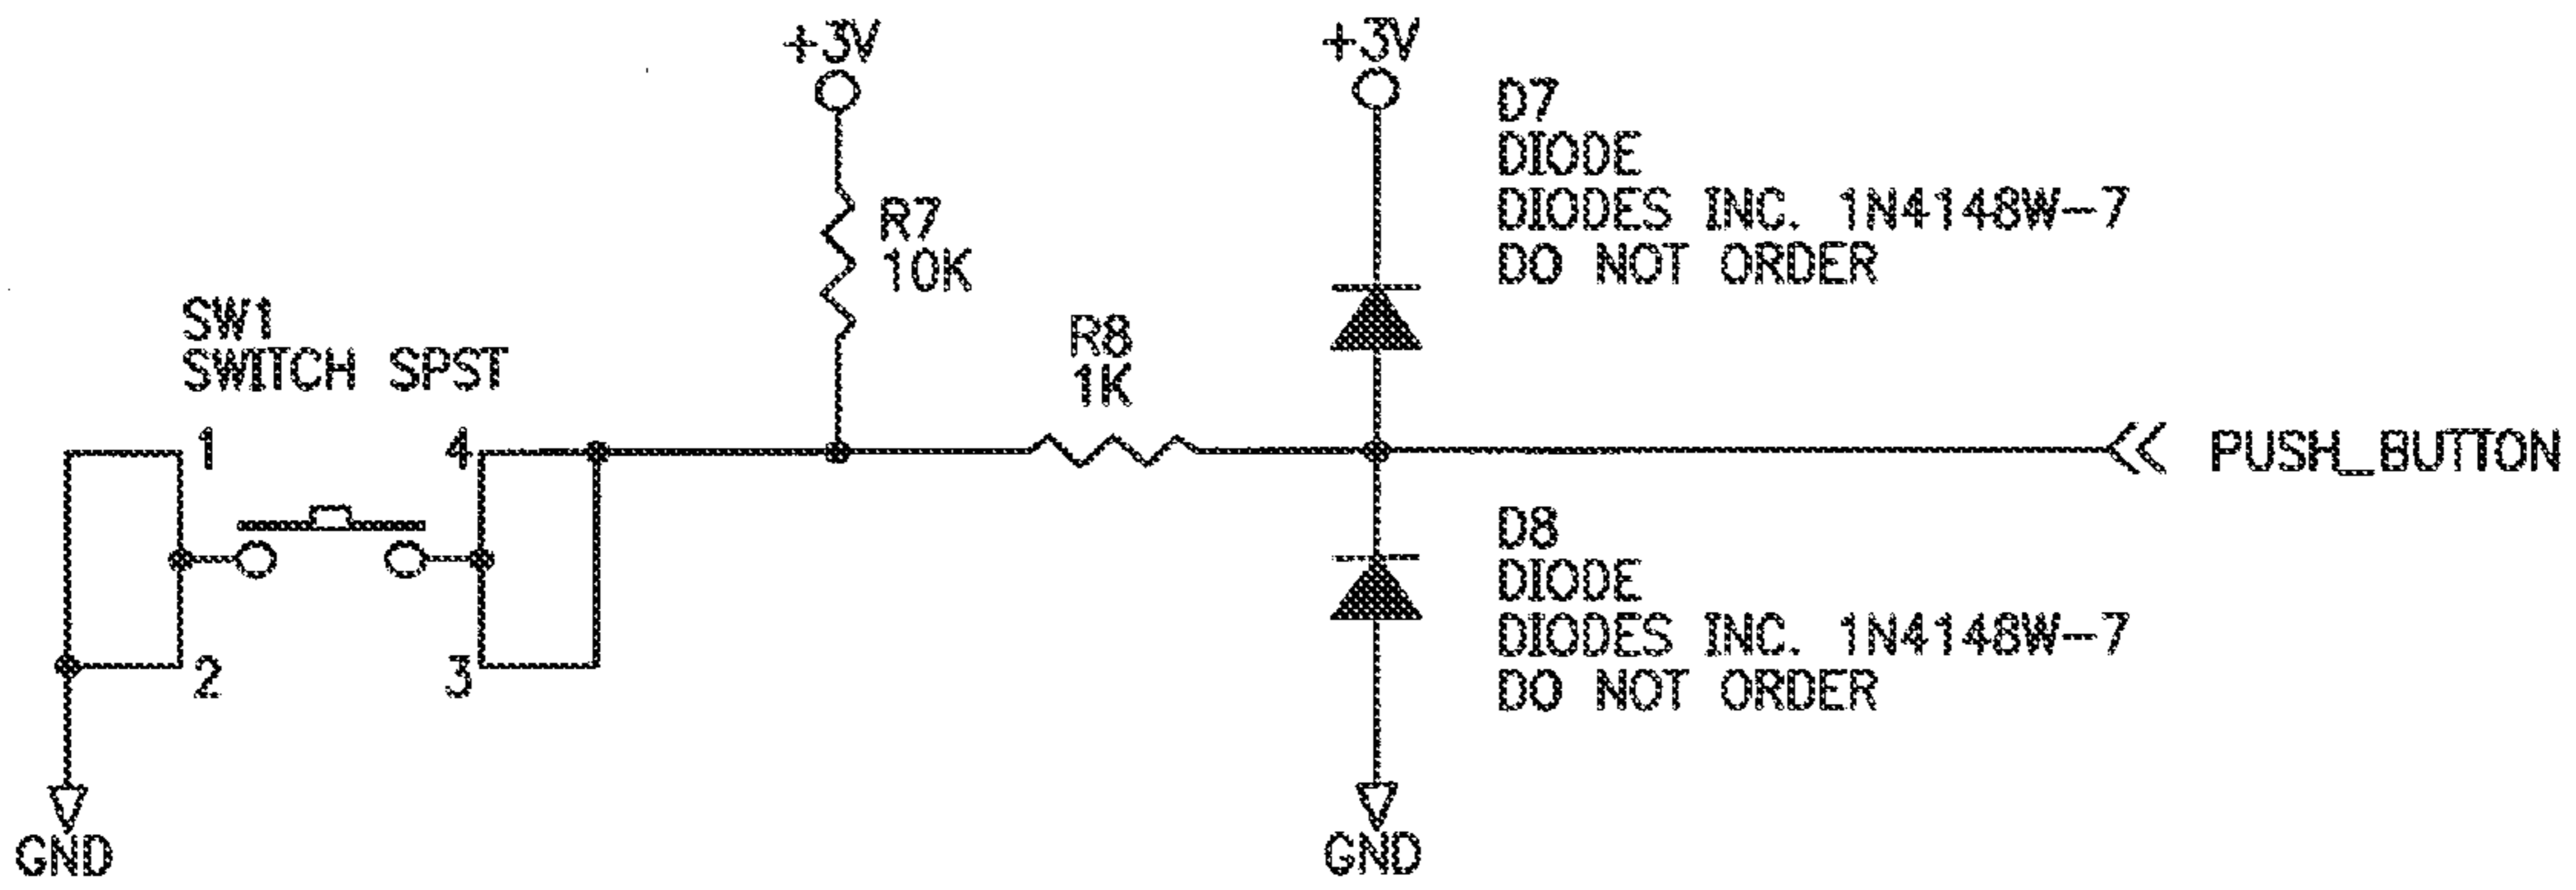 +3V
+3V
D7
DIODE
DIODES INC. 1N4148W-7
DO NOT ORDER
R7
10K
SW1
SWITCH SPST
R8
1K
1
4
PUSH_BUTTON
D8
DIODE
DIODES INC. 1N4148W-7
DO NOT ORDER
2
3
GND
GND